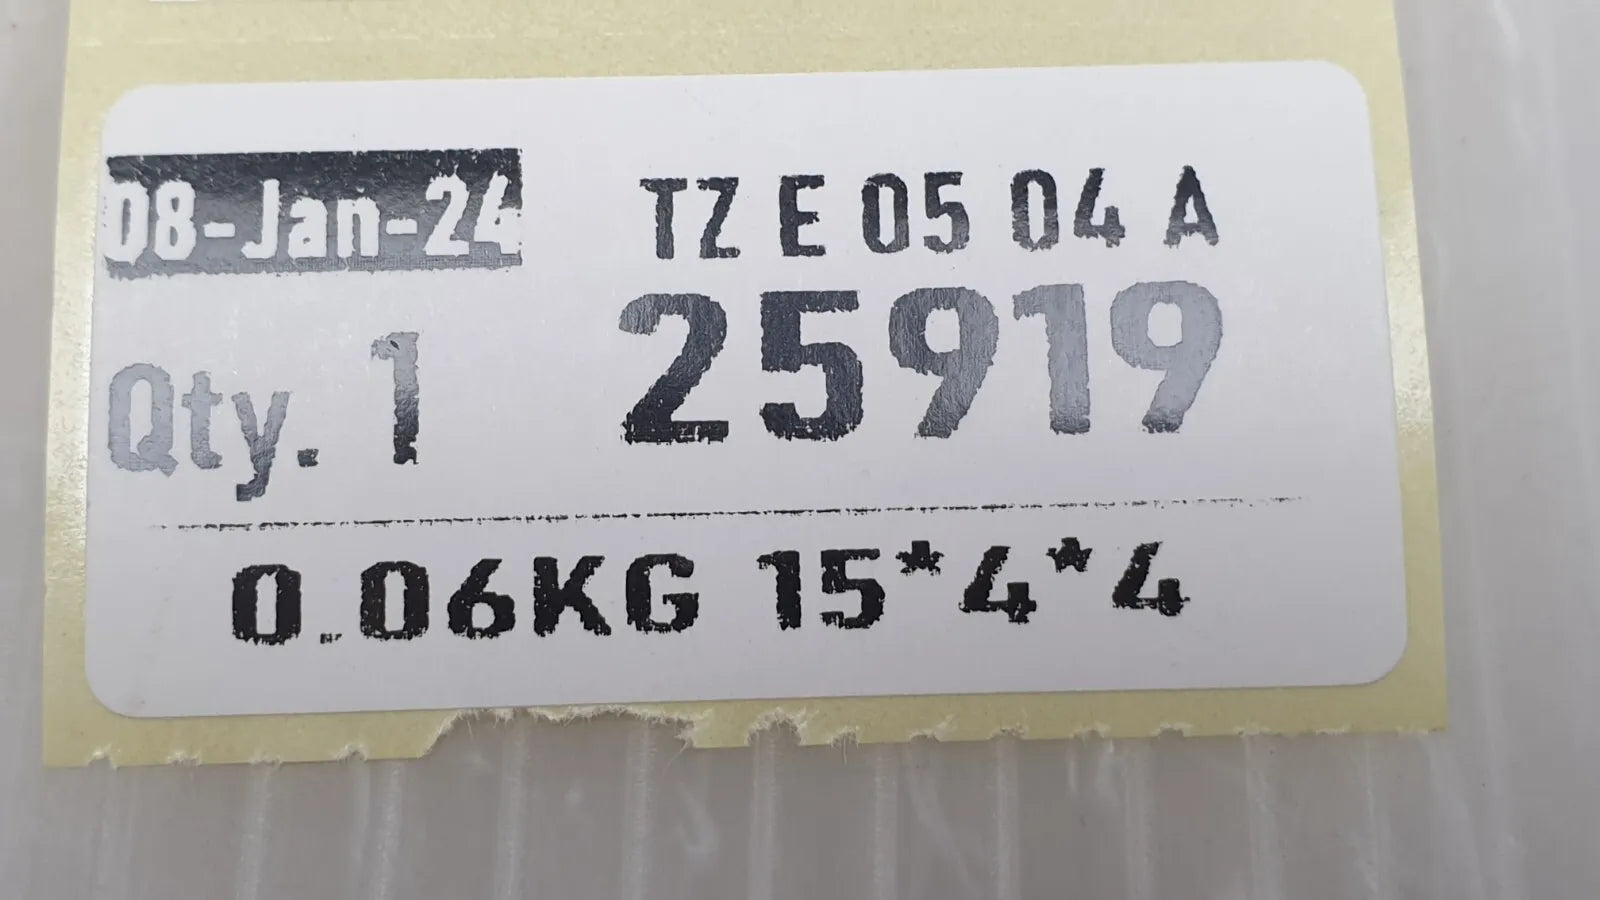 08-Jan-24
TZ E 05 04 A
Qty. 1
25919
0.06KG 15*4*4